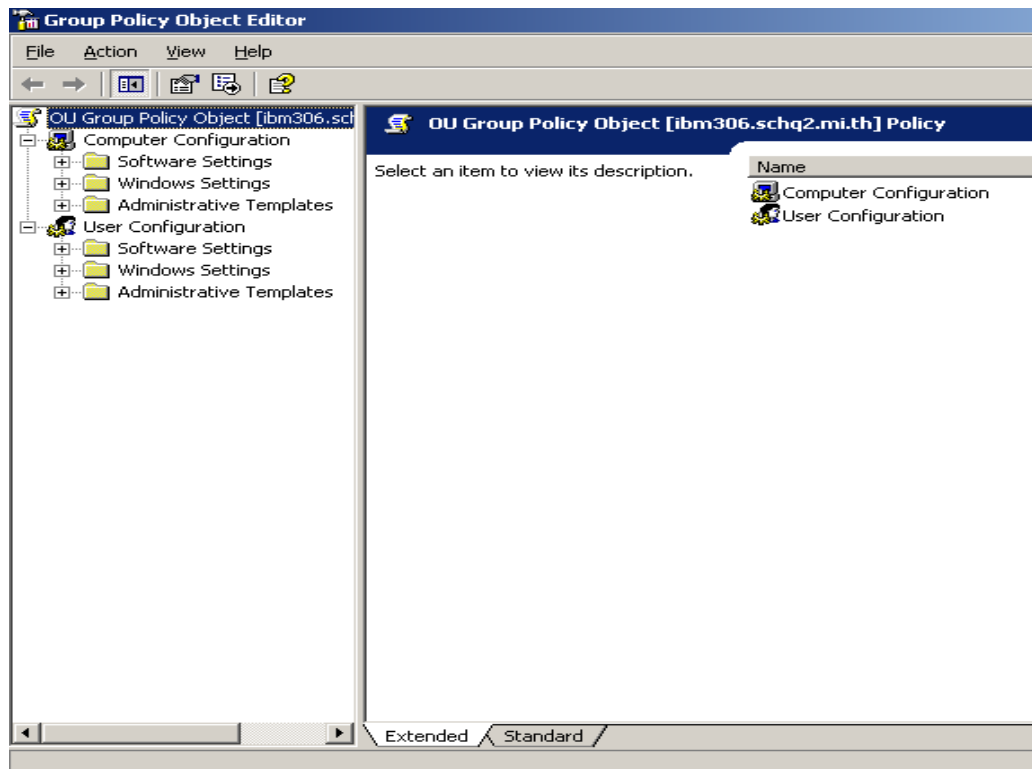 Group Policy Object Editor
File Action View Help
OU Group Policy Object [ibm306.sch
Computer Configuration
Software Settings
Windows Settings
Administrative Templates
User Configuration
Software Settings
Windows Settings
Administrative Templates
OU Group Policy Object [ibm306.schq2.mi.th] Policy
Select an item to view its description.
Name
Computer Configuration
User Configuration
Extended Standard